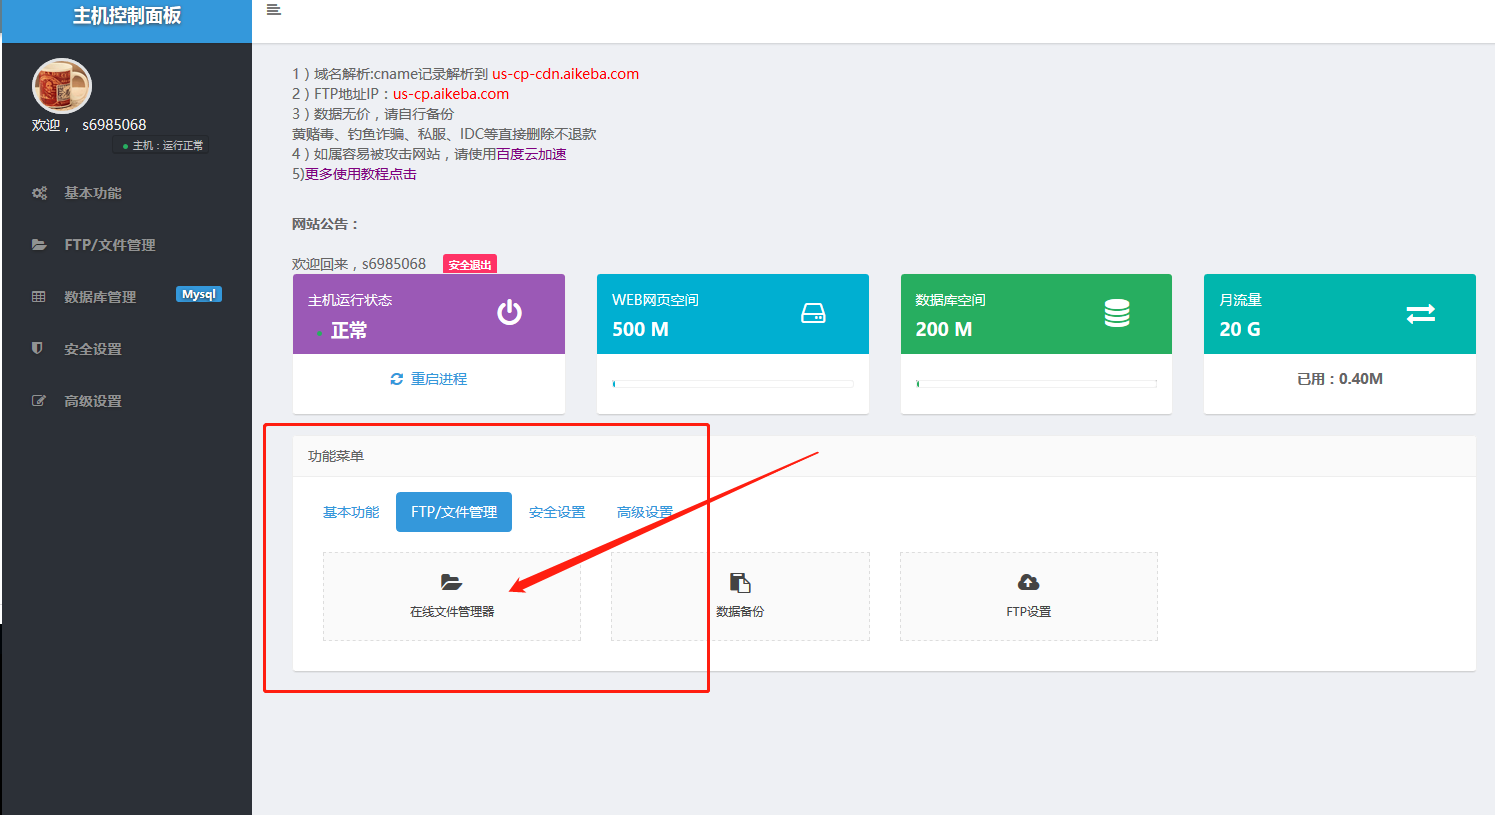 主机控制面板
欢迎， s6985068
主机：运行正常
基本功能
FTP/文件管理
数据库管理 Mysql
安全设置
高级设置
1）域名解析:cname记录解析到 us-cp-cdn.aikeba.com
2）FTP地址IP：us-cp.aikeba.com
3）数据无价，请自行备份
黄赌毒、钓鱼诈骗、私服、IDC等直接删除不退款
4）如属容易被攻击网站，请使用百度云加速
5)更多使用教程点击
网站公告：
欢迎回来，s6985068 安全退出
主机运行状态
正常
重启进程
WEB网页空间
500 M
数据库空间
200 M
月流量
20 G
已用：0.40M
功能菜单
基本功能 FTP/文件管理 安全设置 高级设置
在线文件管理器 数据备份 FTP设置